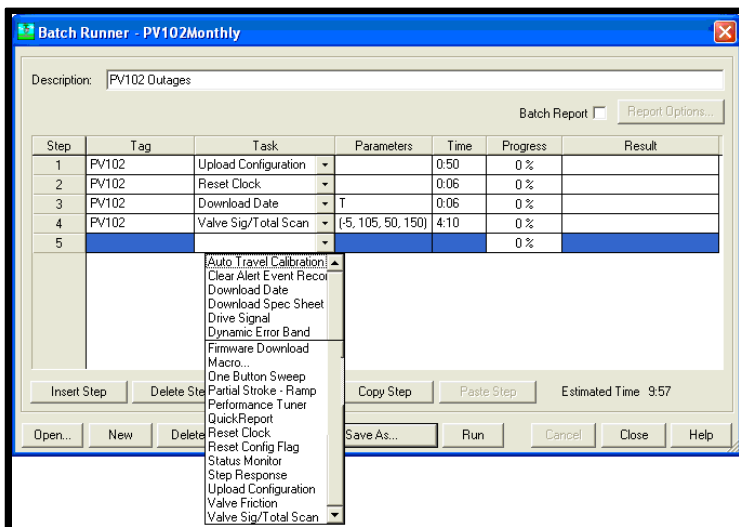 Batch Runner - PV102Monthly
Description: PV102 Outages
Batch Report Report Options...
Step Tag Task Parameters Time Progress Result
1 PV102 Upload Configuration 0:50 0 %
2 PV102 Reset Clock 0:06 0 %
3 PV102 Download Date T 0:06 0 %
4 PV102 Valve Sig/Total Scan (-5, 105, 50, 150) 4:10 0 %
5 0 %
Auto Travel Calibration
Clear Alert Event Recor
Download Date
Download Spec Sheet
Drive Signal
Dynamic Error Band
Firmware Download
Macro...
One Button Sweep
Partial Stroke - Ramp
Performance Tuner
QuickReport
Reset Clock
Reset Config Flag
Status Monitor
Step Response
Upload Configuration
Valve Friction
Valve Sig/Total Scan
Insert Step Delete Ste Copy Step Paste Step Estimated Time 9:57
Open... New Delet Save As... Run Cancel Close Help